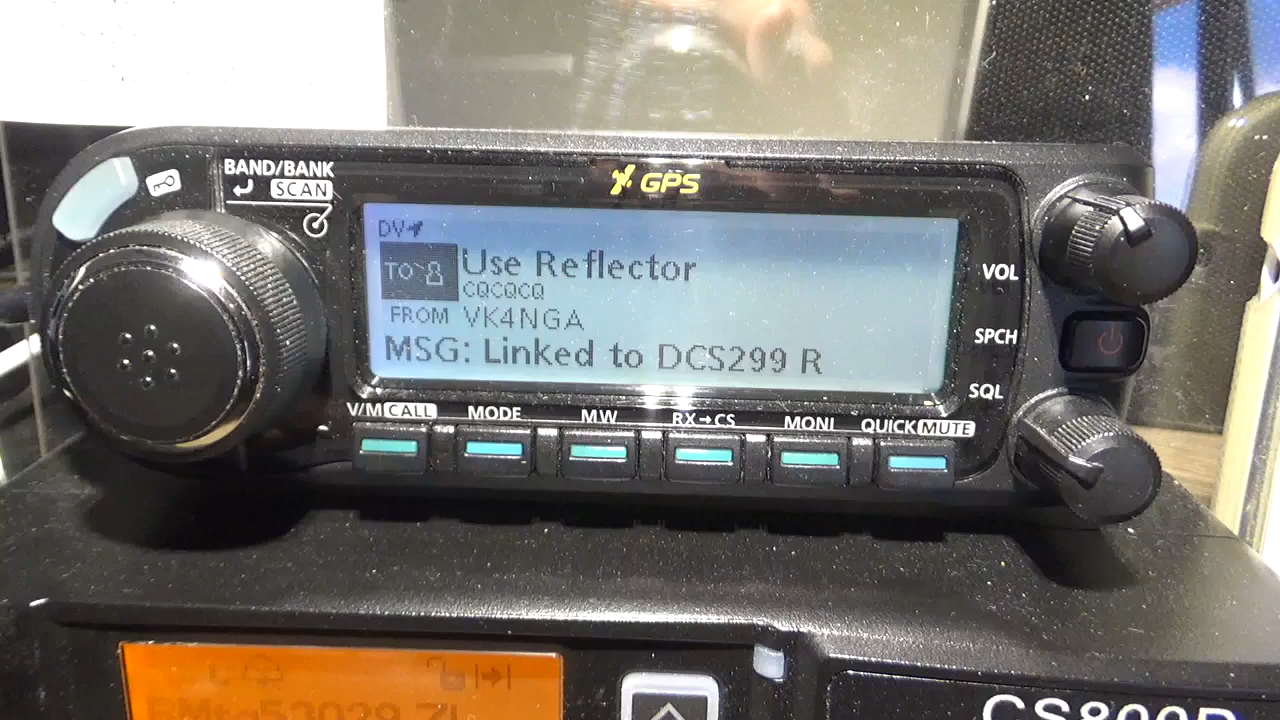 BAND/BANK
SCAN
GPS
DV
TO
Use Reflector
CQCQCQ
FROM VK4NGA
MSG: Linked to DCS299 R
VOL
SPCH
SQL
V/M CALL
MODE
M.W
RX→CS
MONI
QUICK MUTE
CS800D